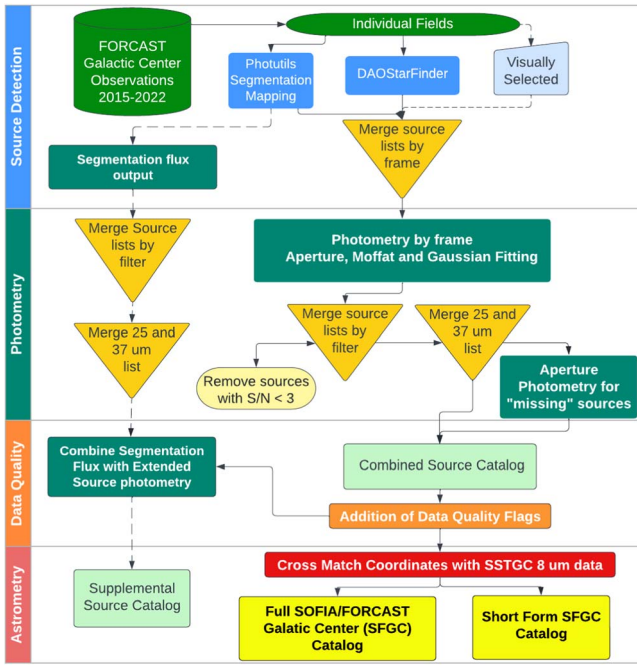 Source Detection
FORCAST
Galactic Center
Observations
2015-2022
Individual Fields
Photutils
Segmentation
Mapping
DAOStarFinder
Visually
Selected
Merge source
lists by
frame
Segmentation flux
output
Photometry
Merge Source
lists by
filter
Photometry by frame
Aperture, Moffat and Gaussian Fitting
Merge source
lists by
filter
Merge 25 and
37 um
list
Merge 25 and
37 um
list
Remove sources
with S/N < 3
Aperture
Photometry for
"missing" sources
Data Quality
Combine Segmentation
Flux with Extended
Source photometry
Combined Source Catalog
Addition of Data Quality Flags
Astrometry
Cross Match Coordinates with SSTGC 8 um data
Supplemental
Source Catalog
Full SOFIA/FORCAST
Galatic Center (SFGC)
Catalog
Short Form SFGC
Catalog